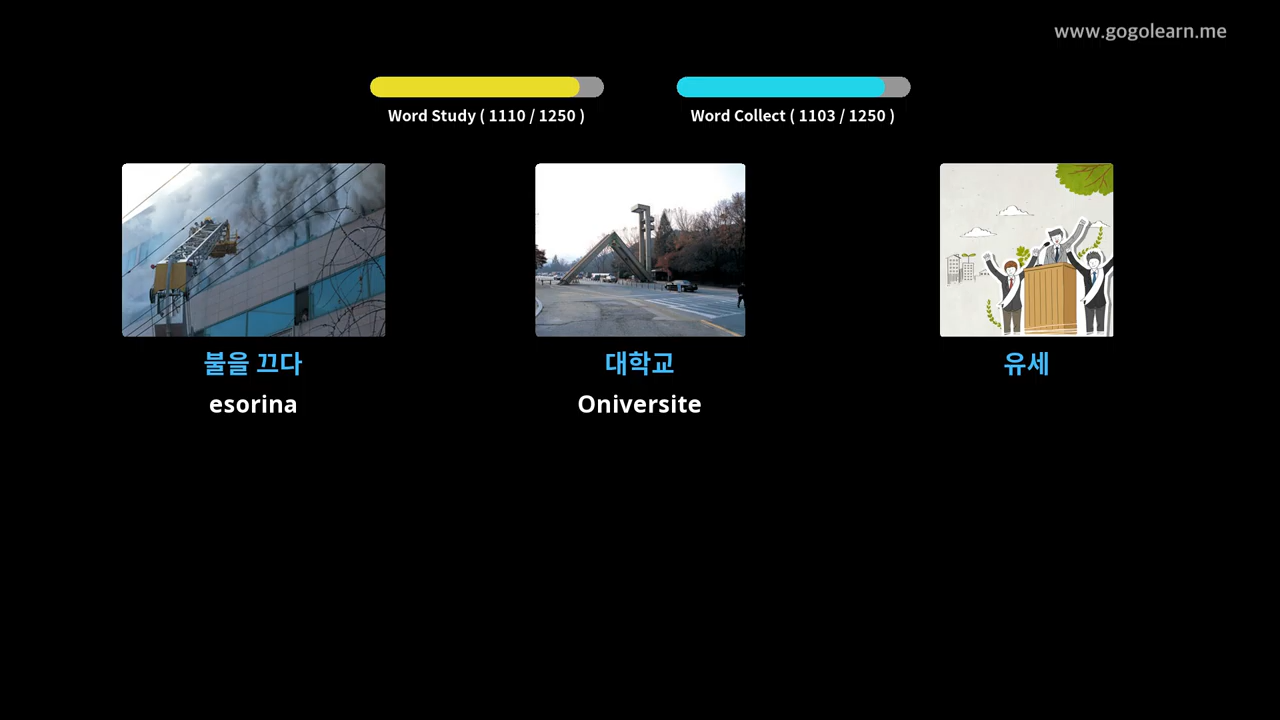 www.gogolearn.me
Word Study ( 1110 / 1250 )
Word Collect ( 1103 / 1250 )
불을 끄다
esorina
대학교
Oniversite
유세